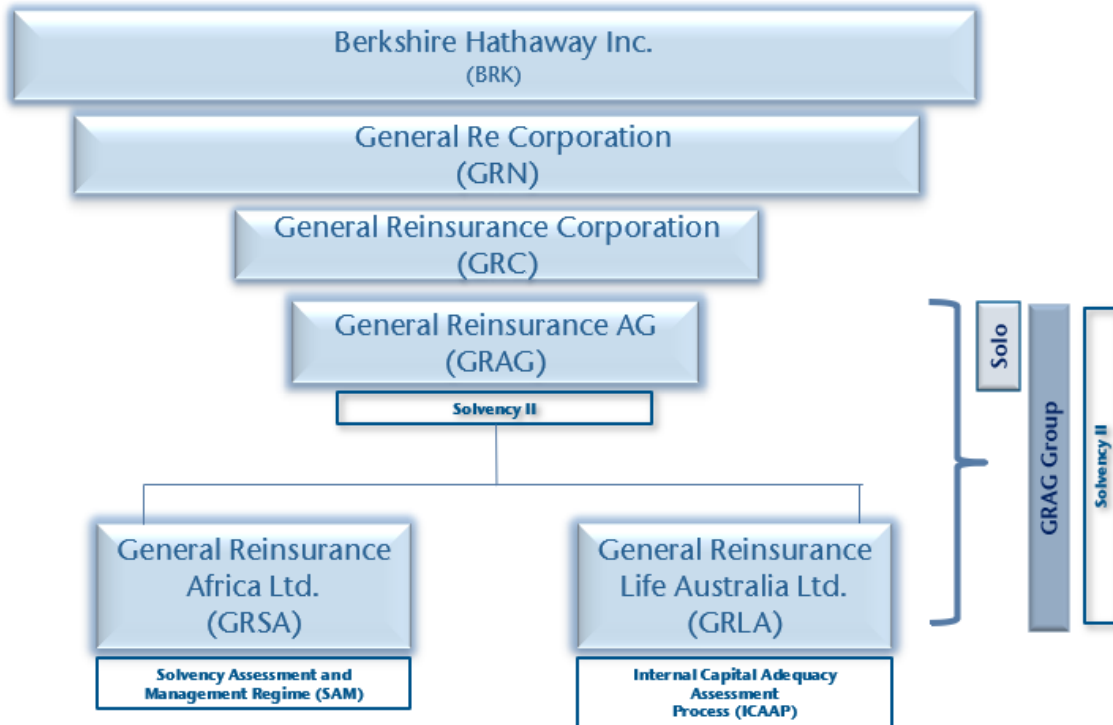 Berkshire Hathaway Inc.
(BRK)
General Re Corporation
(GRN)
General Reinsurance Corporation
(GRC)
General Reinsurance AG
(GRAG)
Solvency II
General Reinsurance
Africa Ltd.
(GRSA)
Solvency Assessment and
Management Regime (SAM)
General Reinsurance
Life Australia Ltd.
(GRLA)
Internal Capital Adequacy
Assessment
Process (ICAAP)
Solo
GRAG Group
Solvency II